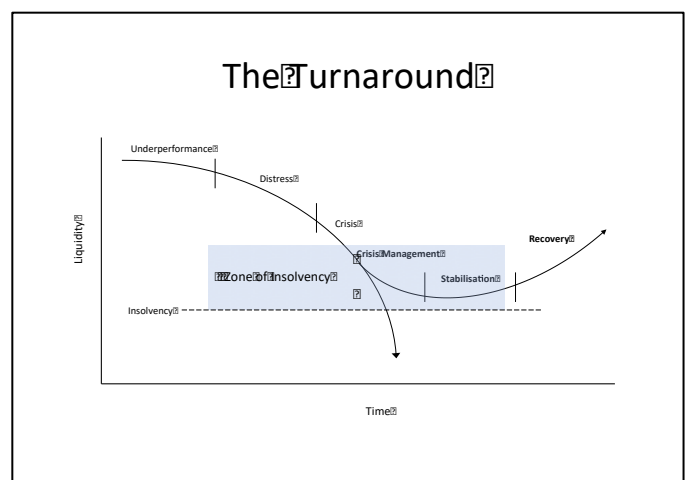 The⍰Turnaround⍰
Underperformance⍰
Distress⍰
Crisis⍰
Liquidity⍰
Crisis⍰Management⍰
Recovery⍰
⍰
⍰⍰Zone⍰of⍰Insolvency⍰
Stabilisation⍰
⍰
Insolvency⍰
Time⍰